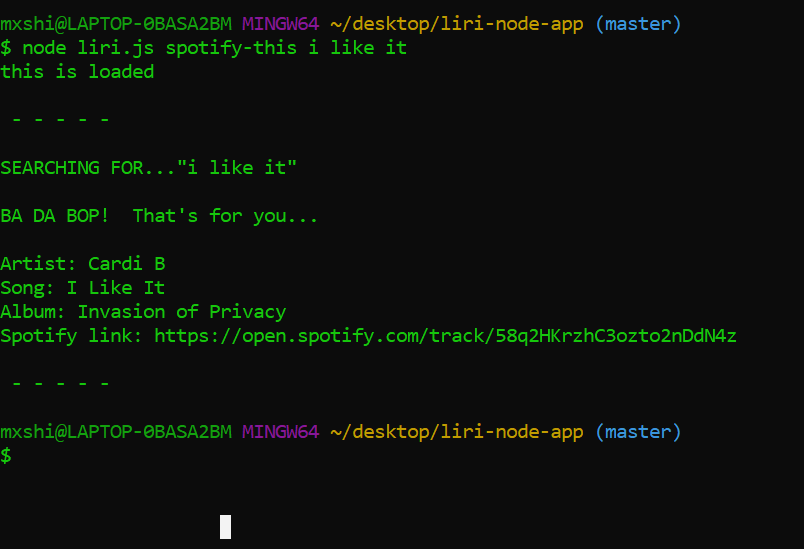 mxshi@LAPTOP-0BASA2BM MINGW64 ~/desktop/liri-node-app (master)
$ node liri.js spotify-this i like it
this is loaded
- - - - -
SEARCHING FOR..."i like it"
BA DA BOP!  That's for you...
Artist: Cardi B
Song: I Like It
Album: Invasion of Privacy
Spotify link: https://open.spotify.com/track/58q2HKrzhC3ozto2nDdN4z
- - - - -
mxshi@LAPTOP-0BASA2BM MINGW64 ~/desktop/liri-node-app (master)
$